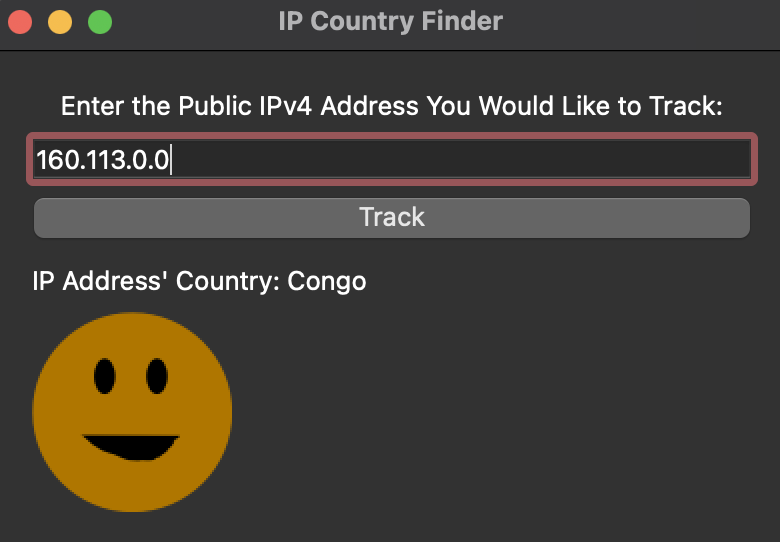 IP Country Finder
Enter the Public IPv4 Address You Would Like to Track:
160.113.0.0
Track
IP Address' Country: Congo